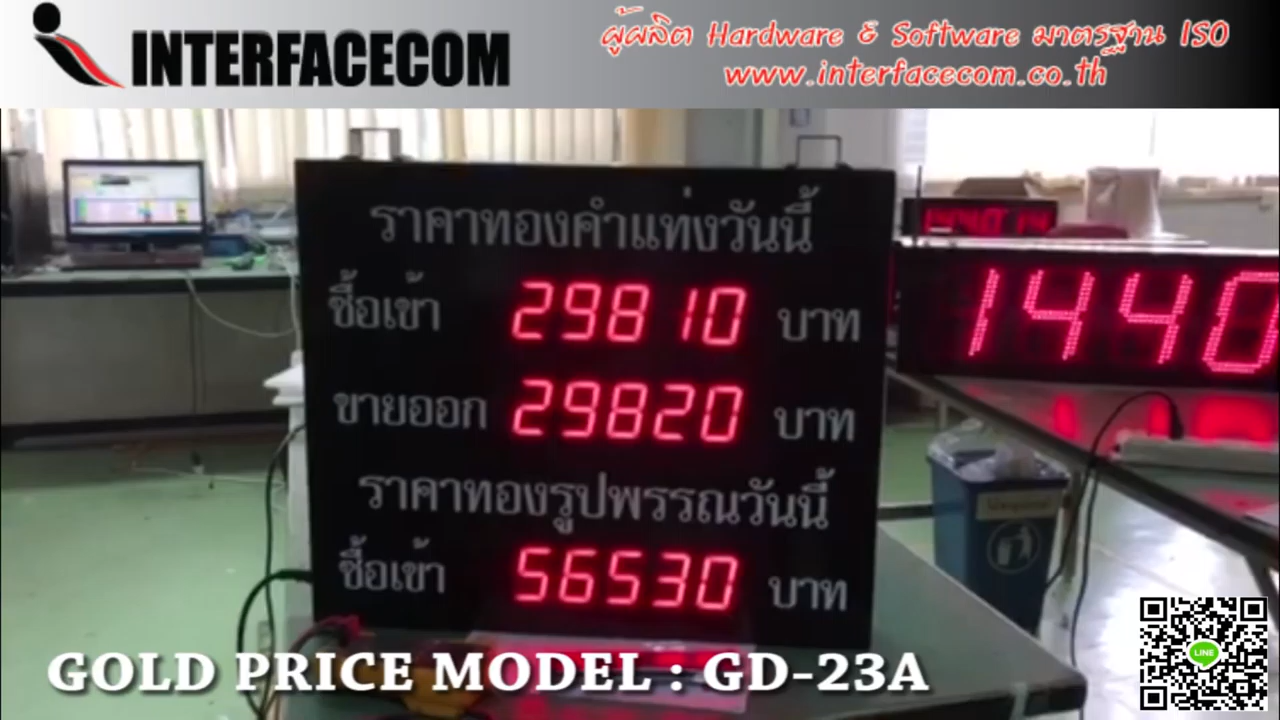 INTERFACECOM
ผู้ผลิต Hardware & Software มาตรฐาน ISO
www.interfacecom.co.th
ราคาทองคำแท่งวันนี้
ซื้อเข้า 29810 บาท
ขายออก 29820 บาท
ราคาทองรูปพรรณวันนี้
ซื้อเข้า 56530 บาท
1440
GOLD PRICE MODEL : GD-23A
LINE